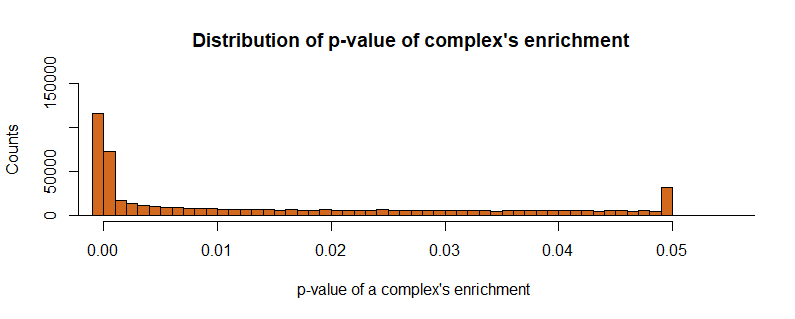 Distribution of p-value of complex's enrichment
Counts
150000
50000
0
0.00 0.01 0.02 0.03 0.04 0.05
p-value of a complex's enrichment